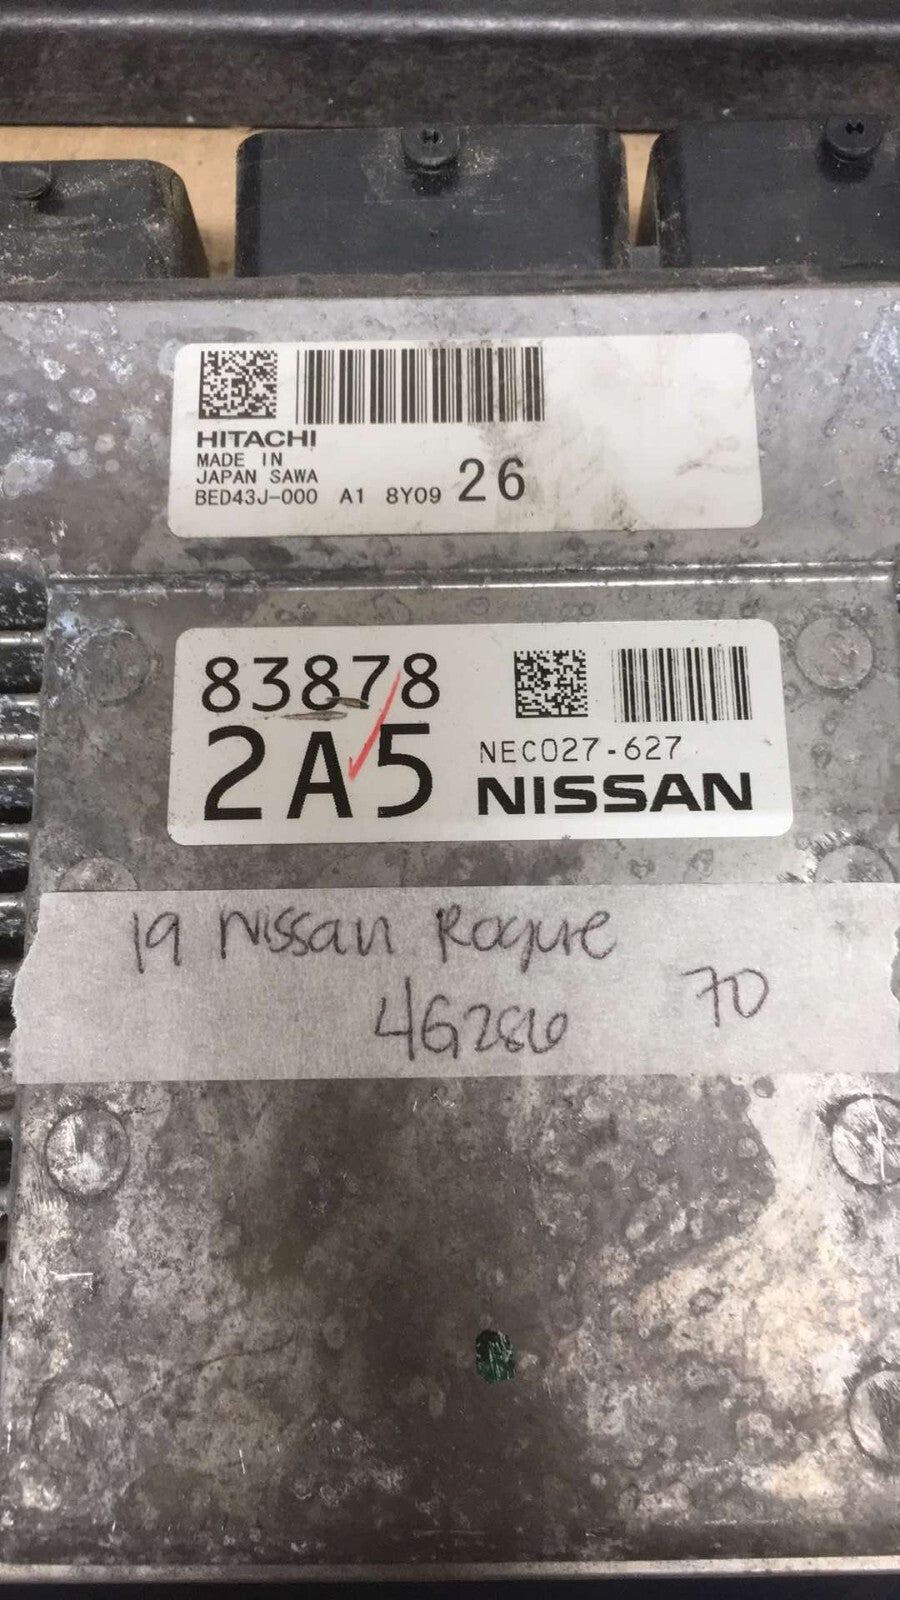 HITACHI
MADE IN
JAPAN SAWA
BED43J-000 A1 8Y09 26
83878
2A5
NEC027-627
NISSAN
19 Nissan Rogue
4G286
70